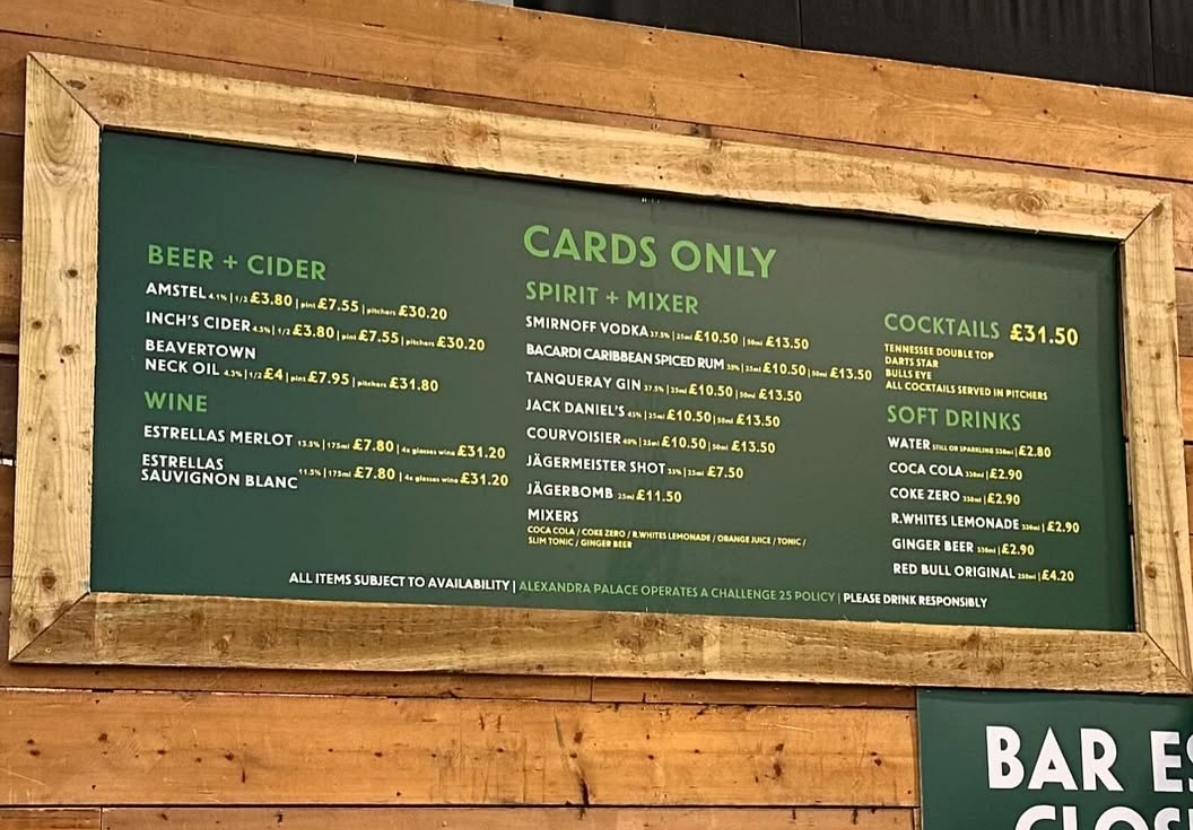 CARDS ONLY
BEER + CIDER
AMSTEL 4.1% | 1/2 £3.80 | pint £7.55 | pitchers £30.20
INCH'S CIDER 4.5% | 1/2 £3.80 | pint £7.55 | pitchers £30.20
BEAVERTOWN
NECK OIL 4.3% | 1/2 £4 | pint £7.95 | pitchers £31.80
WINE
ESTRELLAS MERLOT 13.5% | 175ml £7.80 | 4x glasses wine £31.20
ESTRELLAS
SAUVIGNON BLANC 11.5% | 175ml £7.80 | 4x glasses wine £31.20
SPIRIT + MIXER
SMIRNOFF VODKA 37.5% | 25ml £10.50 | 50ml £13.50
BACARDI CARIBBEAN SPICED RUM 35% | 25ml £10.50 | 50ml £13.50
TANQUERAY GIN 37.5% | 25ml £10.50 | 50ml £13.50
JACK DANIEL'S 45% | 25ml £10.50 | 50ml £13.50
COURVOISIER 40% | 25ml £10.50 | 50ml £13.50
JÄGERMEISTER SHOT 35% | 25ml £7.50
JÄGERBOMB 25ml £11.50
MIXERS
COCA COLA / COKE ZERO / R.WHITES LEMONADE / ORANGE JUICE / TONIC /
SLIM TONIC / GINGER BEER
COCKTAILS £31.50
TENNESSEE DOUBLE TOP
DARTS STAR
BULLS EYE
ALL COCKTAILS SERVED IN PITCHERS
SOFT DRINKS
WATER STILL OR SPARKLING 330ml | £2.80
COCA COLA 330ml | £2.90
COKE ZERO 330ml | £2.90
R.WHITES LEMONADE 330ml | £2.90
GINGER BEER 330ml | £2.90
RED BULL ORIGINAL 250ml | £4.20
ALL ITEMS SUBJECT TO AVAILABILITY | ALEXANDRA PALACE OPERATES A CHALLENGE 25 POLICY | PLEASE DRINK RESPONSIBLY
BAR ES
CLOS